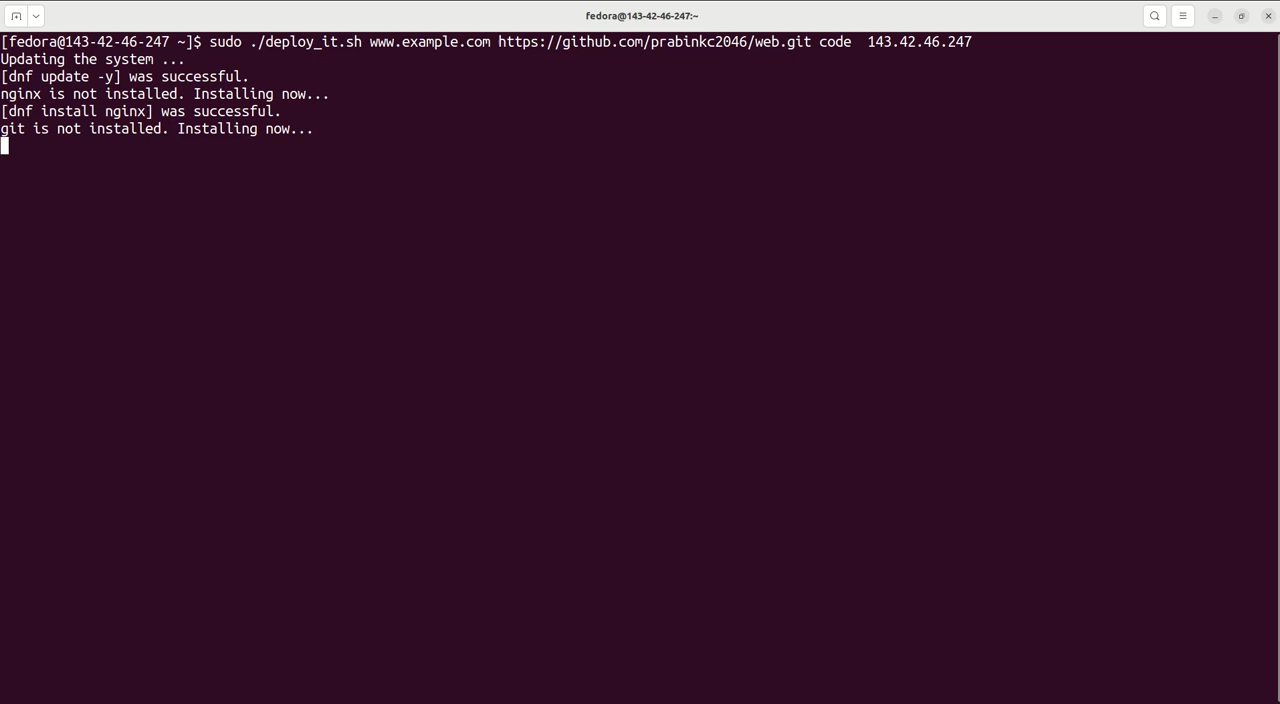 fedora@143-42-46-247:~
[fedora@143-42-46-247 ~]$ sudo ./deploy_it.sh www.example.com https://github.com/prabinkc2046/web.git code  143.42.46.247
Updating the system ...
[dnf update -y] was successful.
nginx is not installed. Installing now...
[dnf install nginx] was successful.
git is not installed. Installing now...